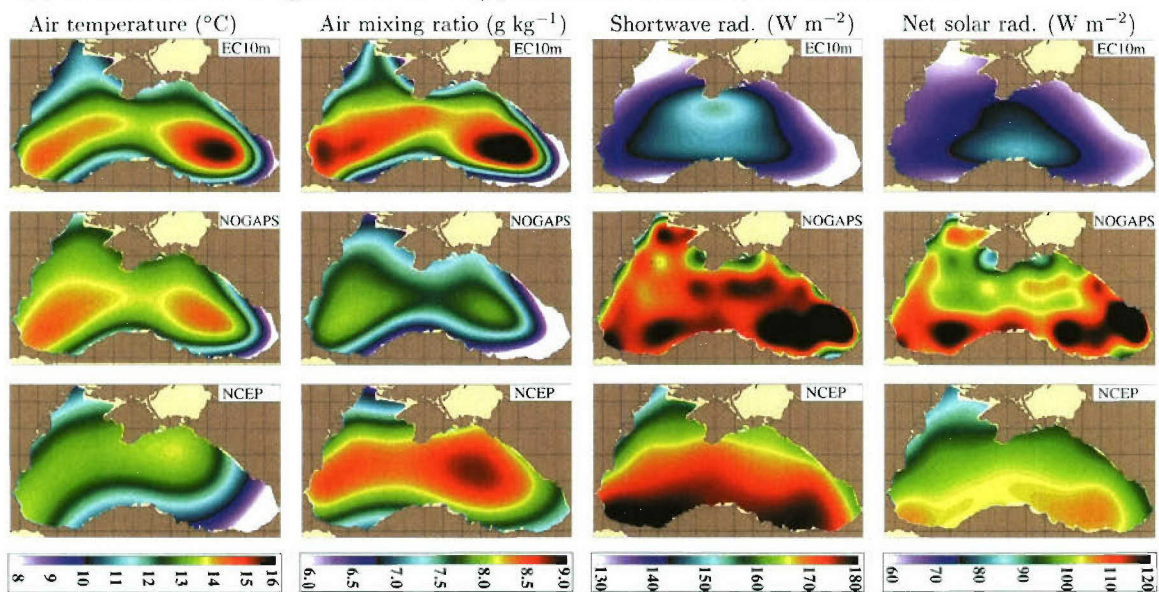 Air temperature (°C) Air mixing ratio (g kg⁻¹) Shortwave rad. (W m⁻²) Net solar rad. (W m⁻²)
EC10m EC10m EC10m EC10m
NOGAPS NOGAPS NOGAPS NOGAPS
NCEP NCEP NCEP NCEP
8 9 10 11 12 13 14 15 16 6.0 6.5 7.0 7.5 8.0 8.5 9.0 130 140 150 160 170 180 60 70 80 90 100 110 120